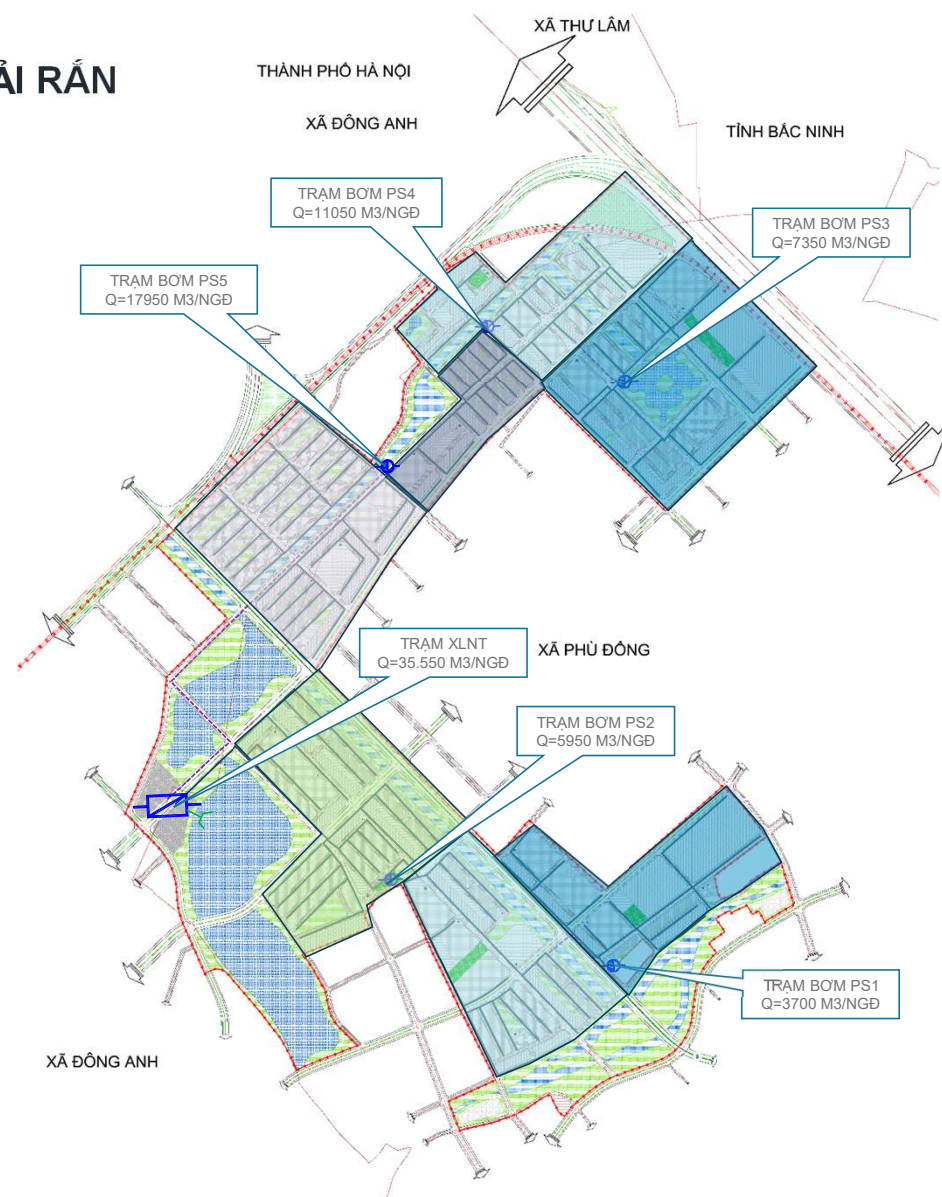 XÃ THƯ LÂM
ẢI RẮN
THÀNH PHỐ HÀ NỘI
XÃ ĐÔNG ANH
TỈNH BẮC NINH
TRẠM BƠM PS4
Q=11050 M3/NGĐ
TRẠM BƠM PS3
Q=7350 M3/NGĐ
TRẠM BƠM PS5
Q=17950 M3/NGĐ
TRẠM XLNT
Q=35.550 M3/NGĐ
XÃ PHÙ ĐỔNG
TRẠM BƠM PS2
Q=5950 M3/NGĐ
TRẠM BƠM PS1
Q=3700 M3/NGĐ
XÃ ĐÔNG ANH